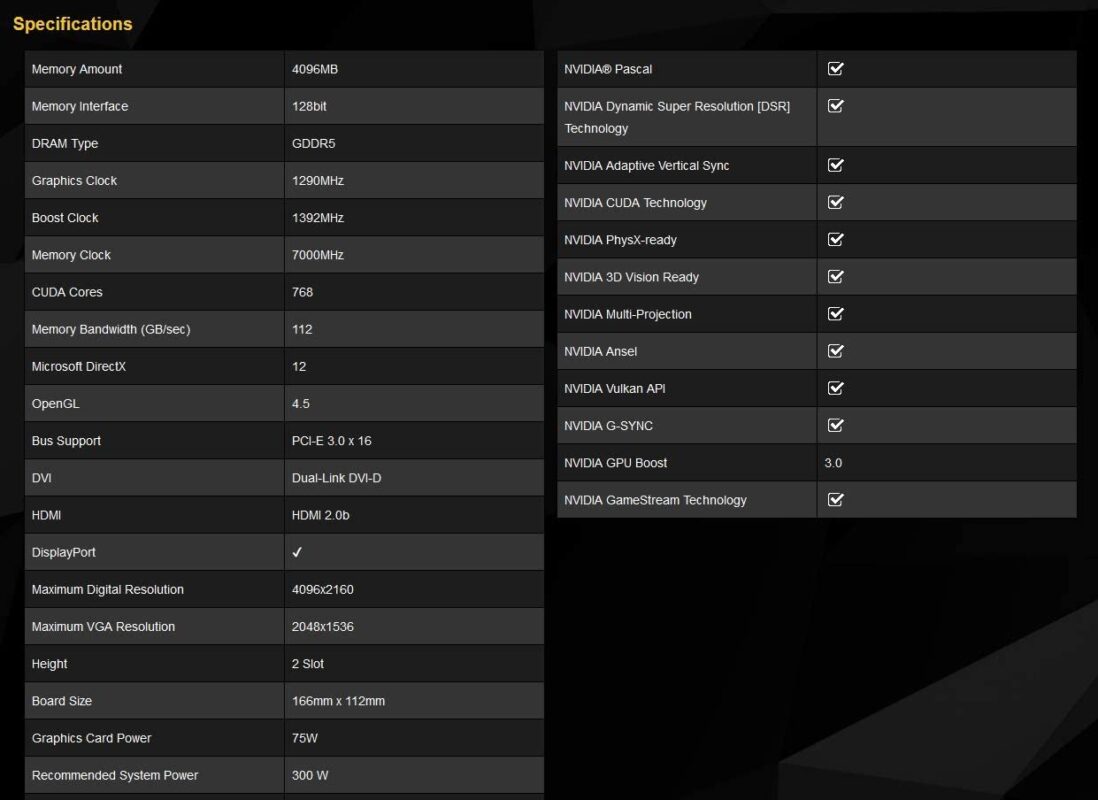 Specifications
Memory Amount 4096MB
Memory Interface 128bit
DRAM Type GDDR5
Graphics Clock 1290MHz
Boost Clock 1392MHz
Memory Clock 7000MHz
CUDA Cores 768
Memory Bandwidth (GB/sec) 112
Microsoft DirectX 12
OpenGL 4.5
Bus Support PCI-E 3.0 x 16
DVI Dual-Link DVI-D
HDMI HDMI 2.0b
DisplayPort ✓
Maximum Digital Resolution 4096x2160
Maximum VGA Resolution 2048x1536
Height 2 Slot
Board Size 166mm x 112mm
Graphics Card Power 75W
Recommended System Power 300 W
NVIDIA® Pascal
NVIDIA Dynamic Super Resolution [DSR]
Technology
NVIDIA Adaptive Vertical Sync
NVIDIA CUDA Technology
NVIDIA PhysX-ready
NVIDIA 3D Vision Ready
NVIDIA Multi-Projection
NVIDIA Ansel
NVIDIA Vulkan API
NVIDIA G-SYNC
NVIDIA GPU Boost 3.0
NVIDIA GameStream Technology